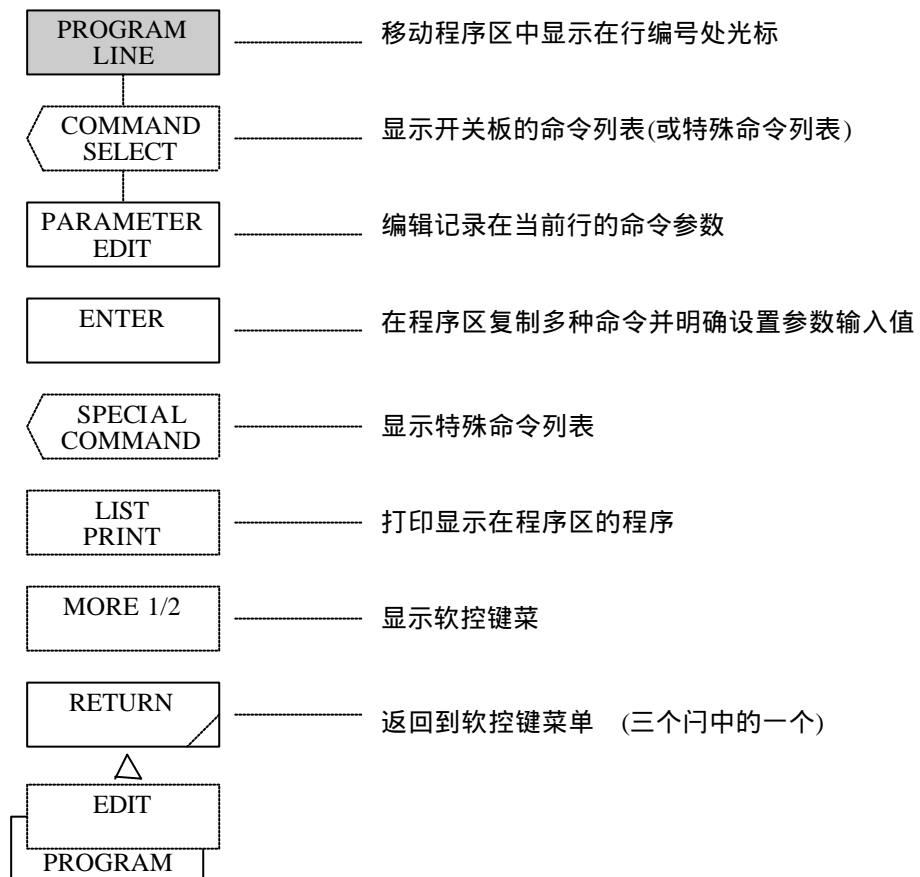 PROGRAM
LINE
移动程序区中显示在行编号处光标
COMMAND
SELECT
显示开关板的命令列表(或特殊命令列表)
PARAMETER
EDIT
编辑记录在当前行的命令参数
ENTER
在程序区复制多种命令并明确设置参数输入值
SPECIAL
COMMAND
显示特殊命令列表
LIST
PRINT
打印显示在程序区的程序
MORE 1/2
显示软控键菜
RETURN
返回到软控键菜单 (三个闩中的一个)
EDIT
PROGRAM